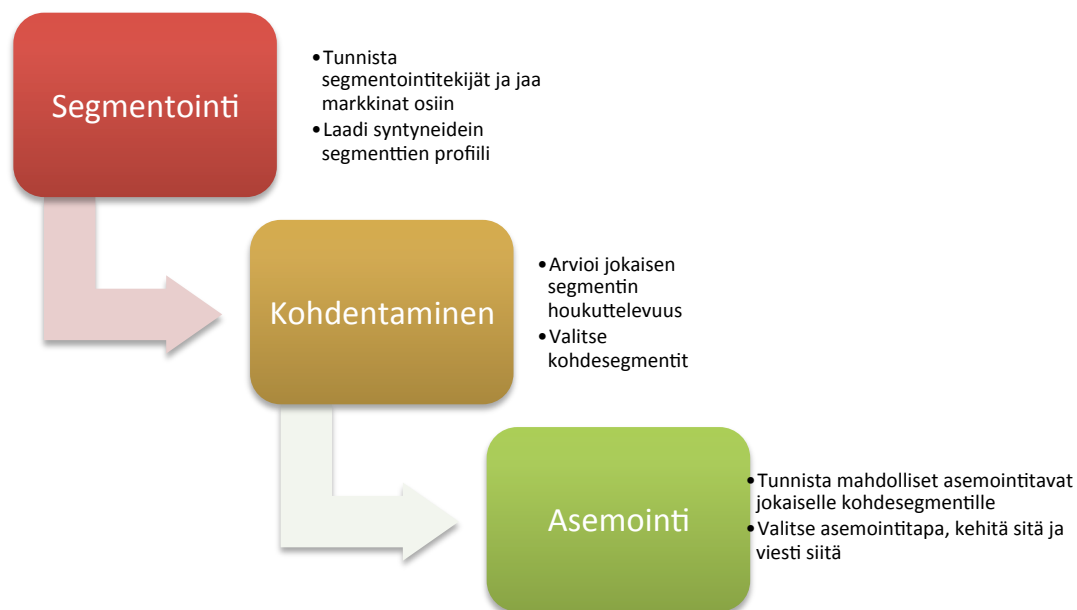 Segmentointi
•Tunnista
segmentointitekijät ja jaa
markkinat osiin
•Laadi syntyneidein
segmenttien profiili
Kohdentaminen
•Arvioi jokaisen
segmentin
houkuttelevuus
•Valitse
kohdesegmentit
Asemointi
•Tunnista mahdolliset asemointitavat
jokaiselle kohdesegmentille
•Valitse asemointitapa, kehitä sitä ja
viesti siitä